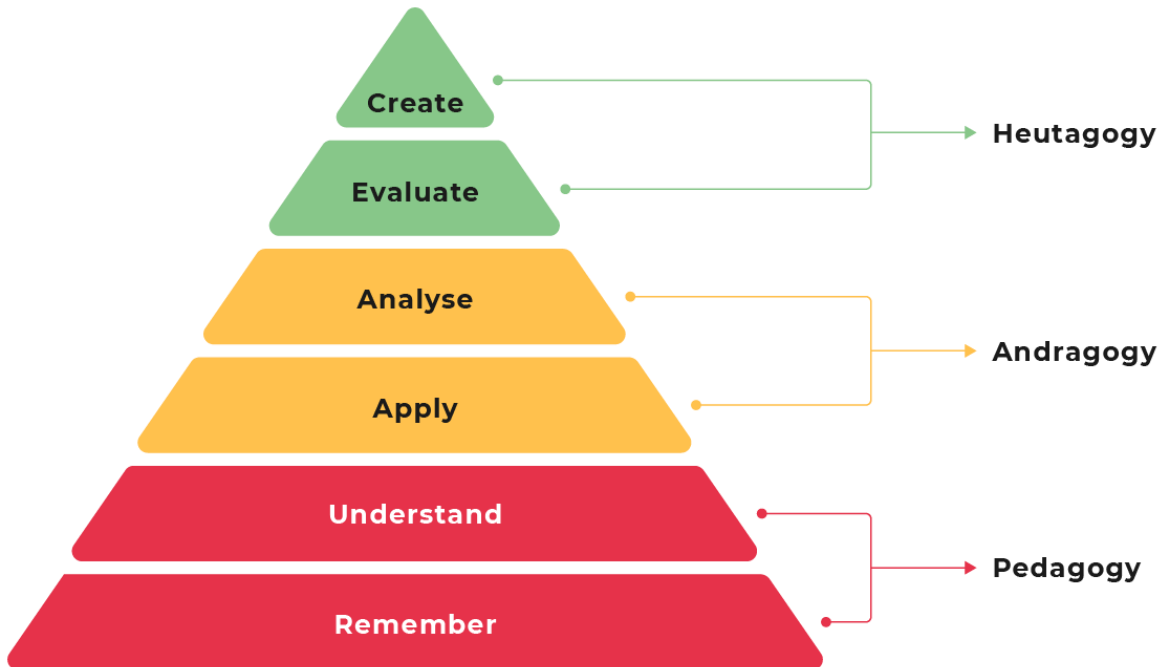 Create
Heutagogy
Evaluate
Analyse
Andragogy
Apply
Understand
Pedagogy
Remember